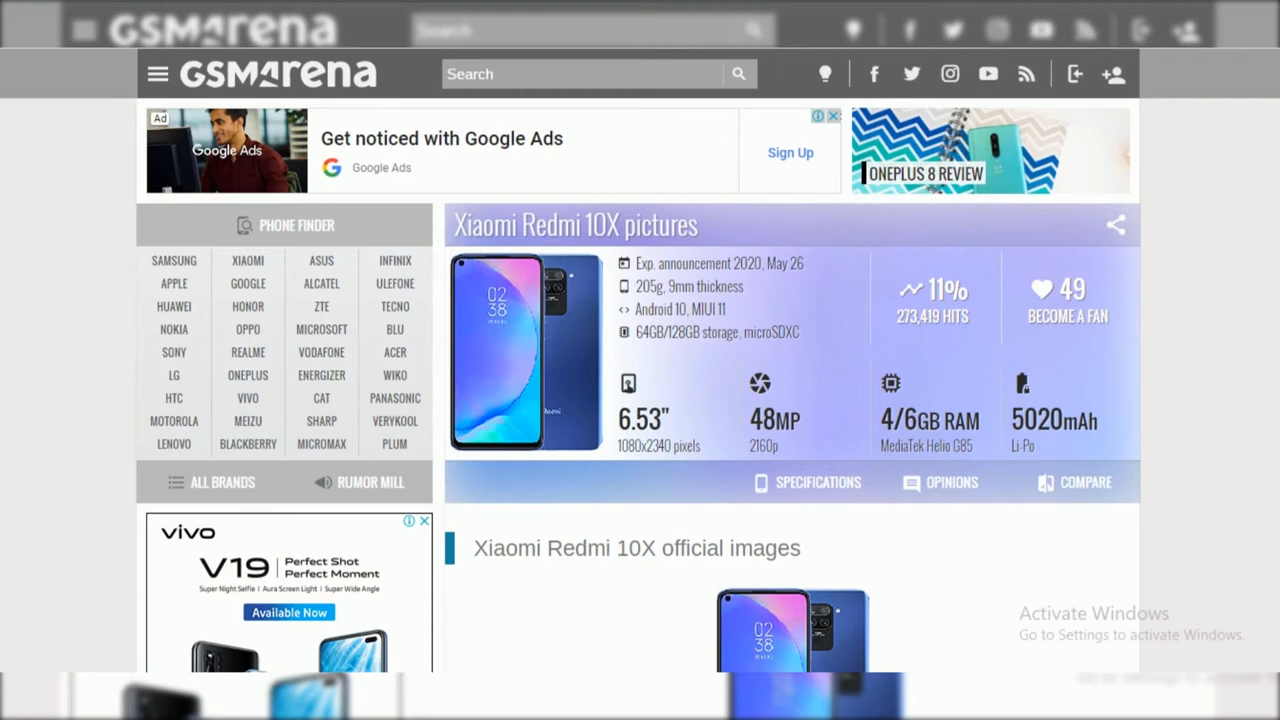 GSMArena
Search
GSMArena
Search
Ad
Google Ads
Get noticed with Google Ads
Google Ads
Sign Up
ONEPLUS 8 REVIEW
PHONE FINDER
SAMSUNG XIAOMI ASUS INFINIX
APPLE GOOGLE ALCATEL ULEFONE
HUAWEI HONOR ZTE TECNO
NOKIA OPPO MICROSOFT BLU
SONY REALME VODAFONE ACER
LG ONEPLUS ENERGIZER WIKO
HTC VIVO CAT PANASONIC
MOTOROLA MEIZU SHARP VERYKOOL
LENOVO BLACKBERRY MICROMAX PLUM
ALL BRANDS RUMOR MILL
Xiaomi Redmi 10X pictures
02
38
Redmi
Exp. announcement 2020, May 26
205g, 9mm thickness
Android 10, MIUI 11
64GB/128GB storage, microSDXC
11%
273,419 HITS
49
BECOME A FAN
6.53"
1080x2340 pixels
48MP
2160p
4/6GB RAM
MediaTek Helio G85
5020mAh
Li-Po
SPECIFICATIONS OPINIONS COMPARE
vivo
V19 Perfect Shot
Perfect Moment
Super Night Selfie I Aura Screen Light I Super Wide Angle
Available Now
Xiaomi Redmi 10X official images
02
38
Activate Windows
Go to Settings to activate Windows.